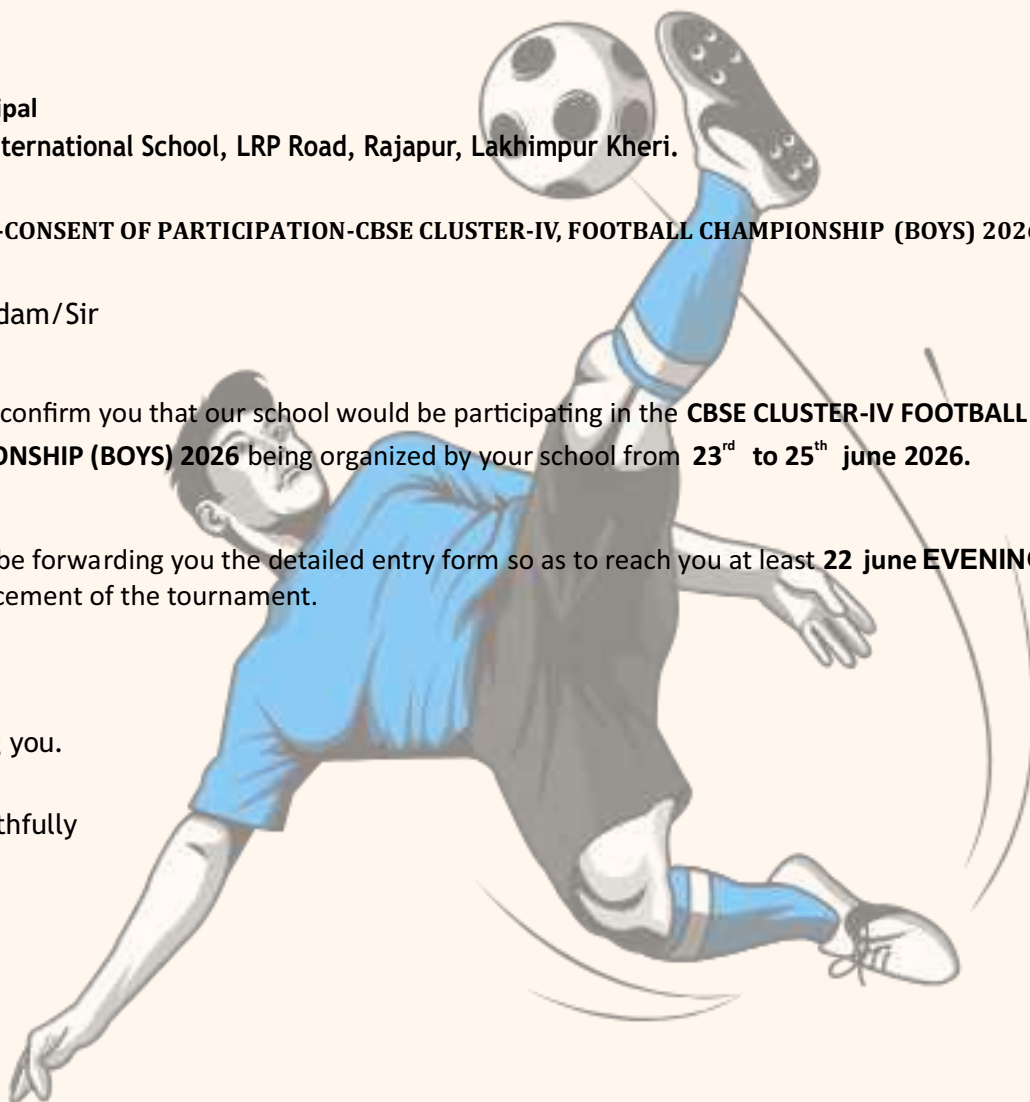 ipal
ternational School, LRP Road, Rajapur, Lakhimpur Kheri.
-CONSENT OF PARTICIPATION-CBSE CLUSTER-IV, FOOTBALL CHAMPIONSHIP (BOYS) 2026
dam/Sir
confirm you that our school would be participating in the CBSE CLUSTER-IV FOOTBALL
ONSHIP (BOYS) 2026 being organized by your school from 23rd to 25th june 2026.
be forwarding you the detailed entry form so as to reach you at least 22 june EVENING
cement of the tournament.
you.
thfully